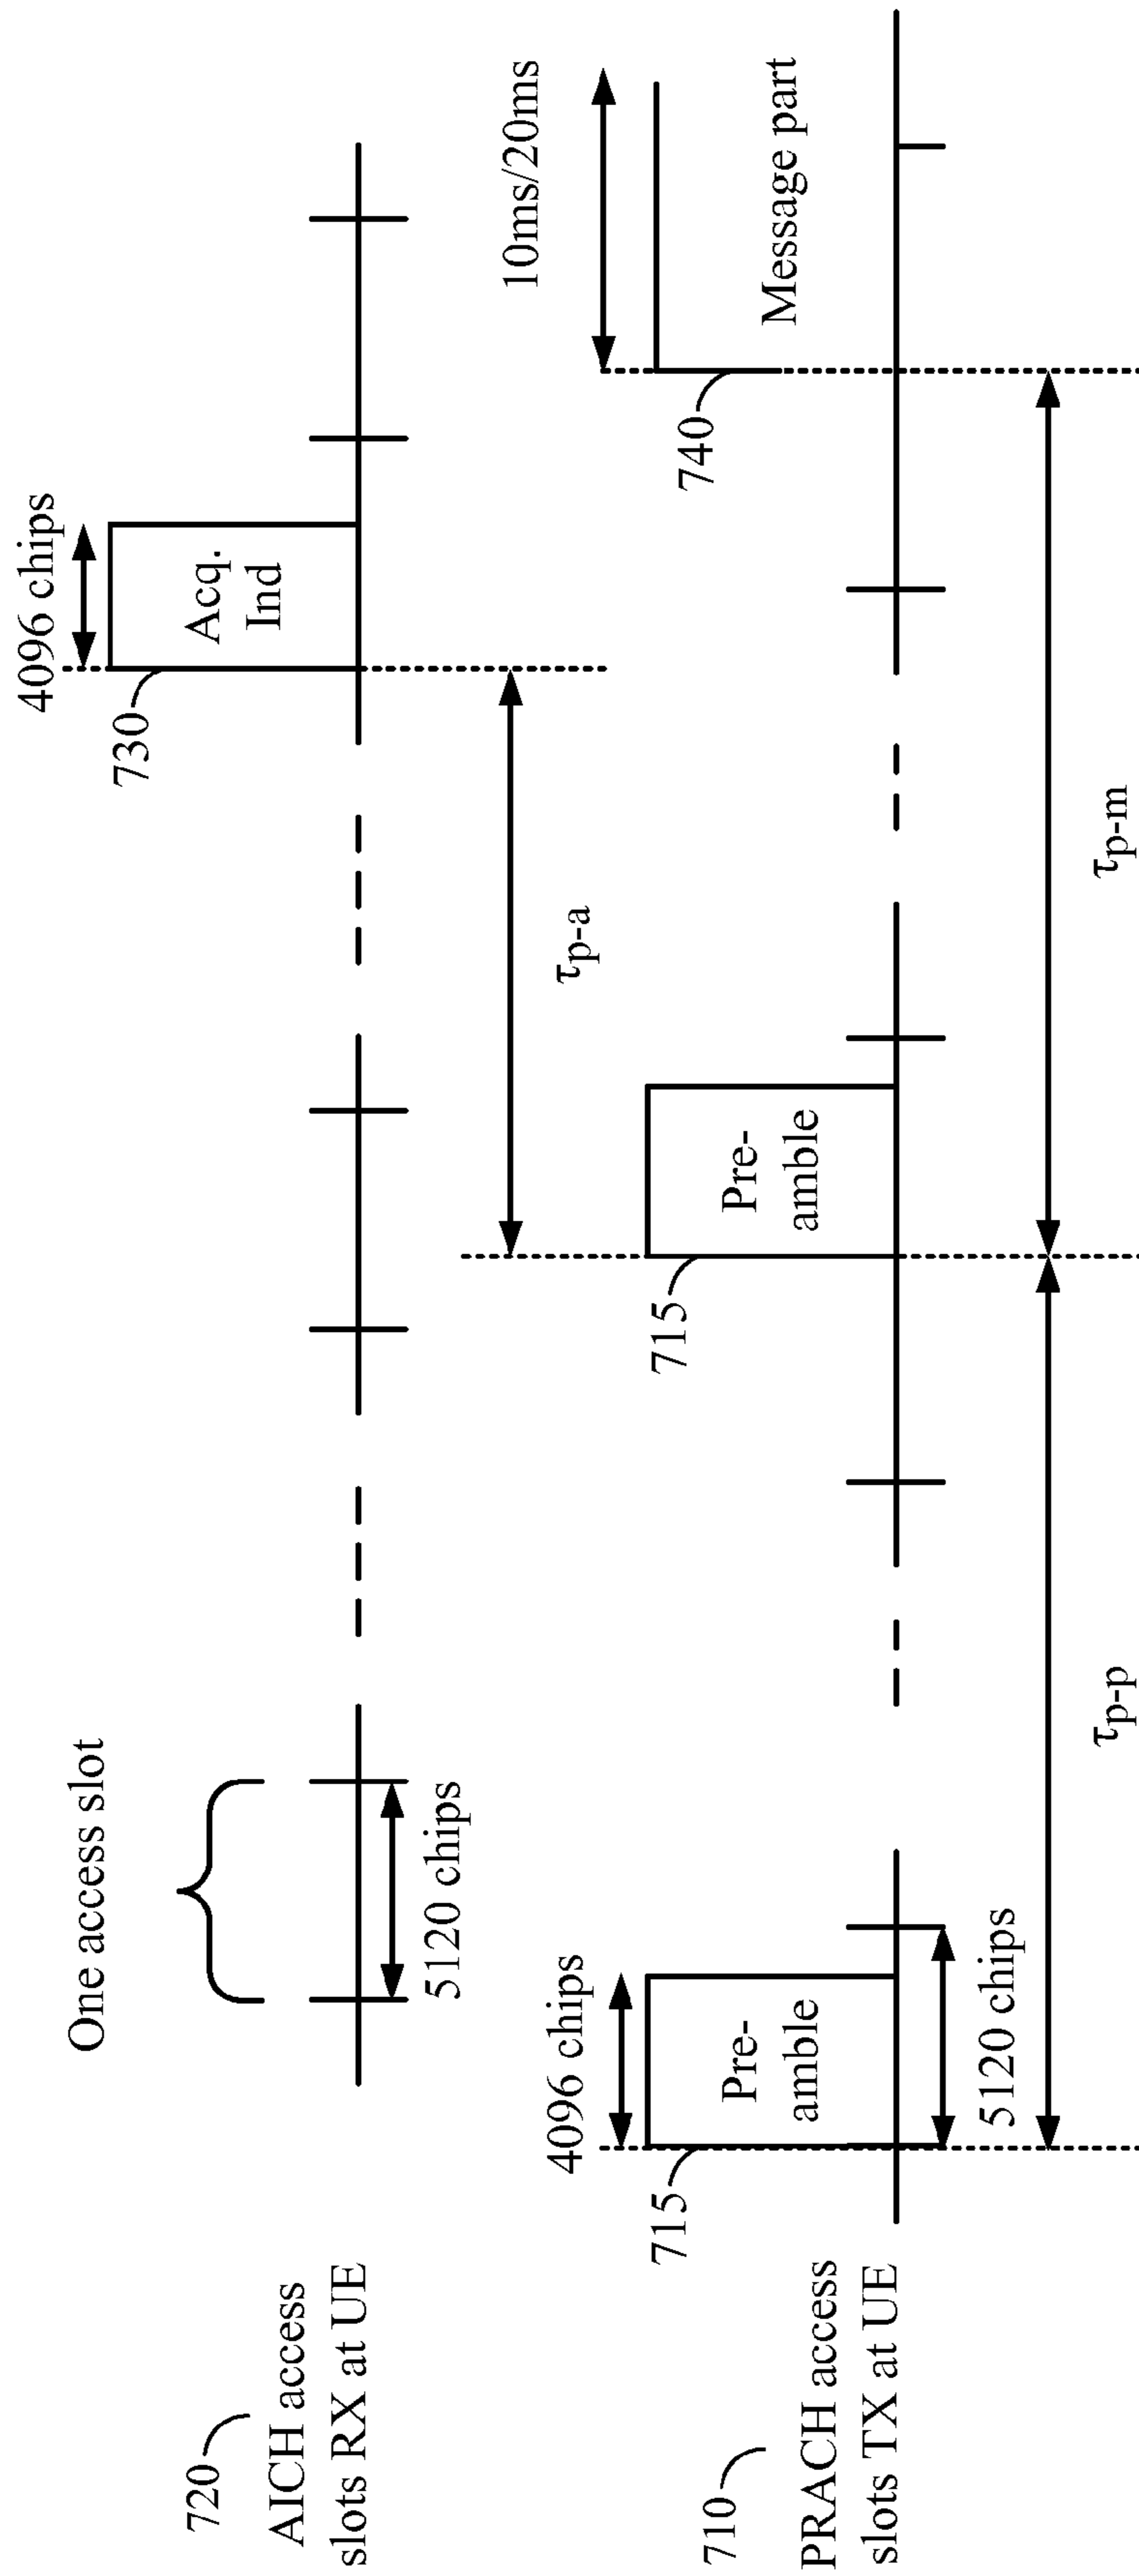 One access slot
4096 chips
720
AICH access
slots RX at UE
5120 chips
730
Acq.
Ind
τp-a
4096 chips
10ms/20ms
710
PRACH access
slots TX at UE
715
Pre-
amble
715
Pre-
amble
740
Message part
5120 chips
τp-p
τp-m